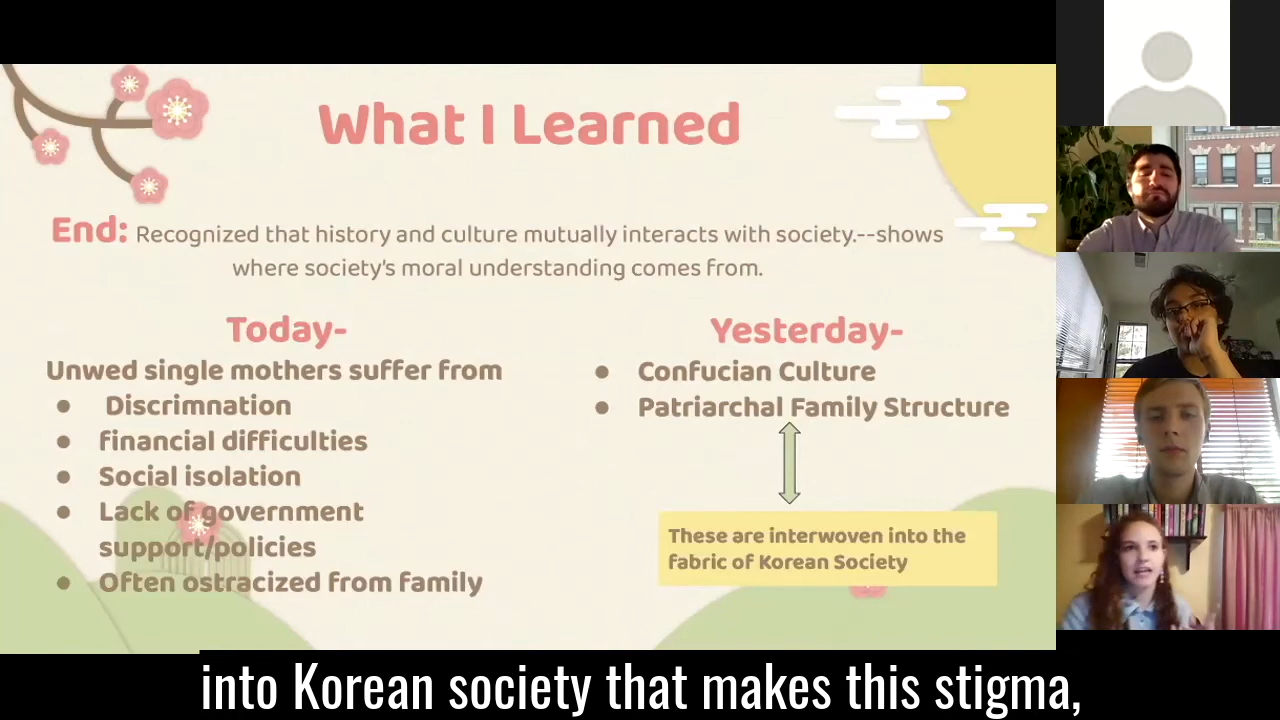 What I Learned
End: Recognized that history and culture mutually interacts with society.--shows
where society's moral understanding comes from.
Today-
Unwed single mothers suffer from
● Discrimnation
● financial difficulties
● Social isolation
● Lack of government
support/policies
● Often ostracized from family
Yesterday-
● Confucian Culture
● Patriarchal Family Structure
These are interwoven into the
fabric of Korean Society
into Korean society that makes this stigma,